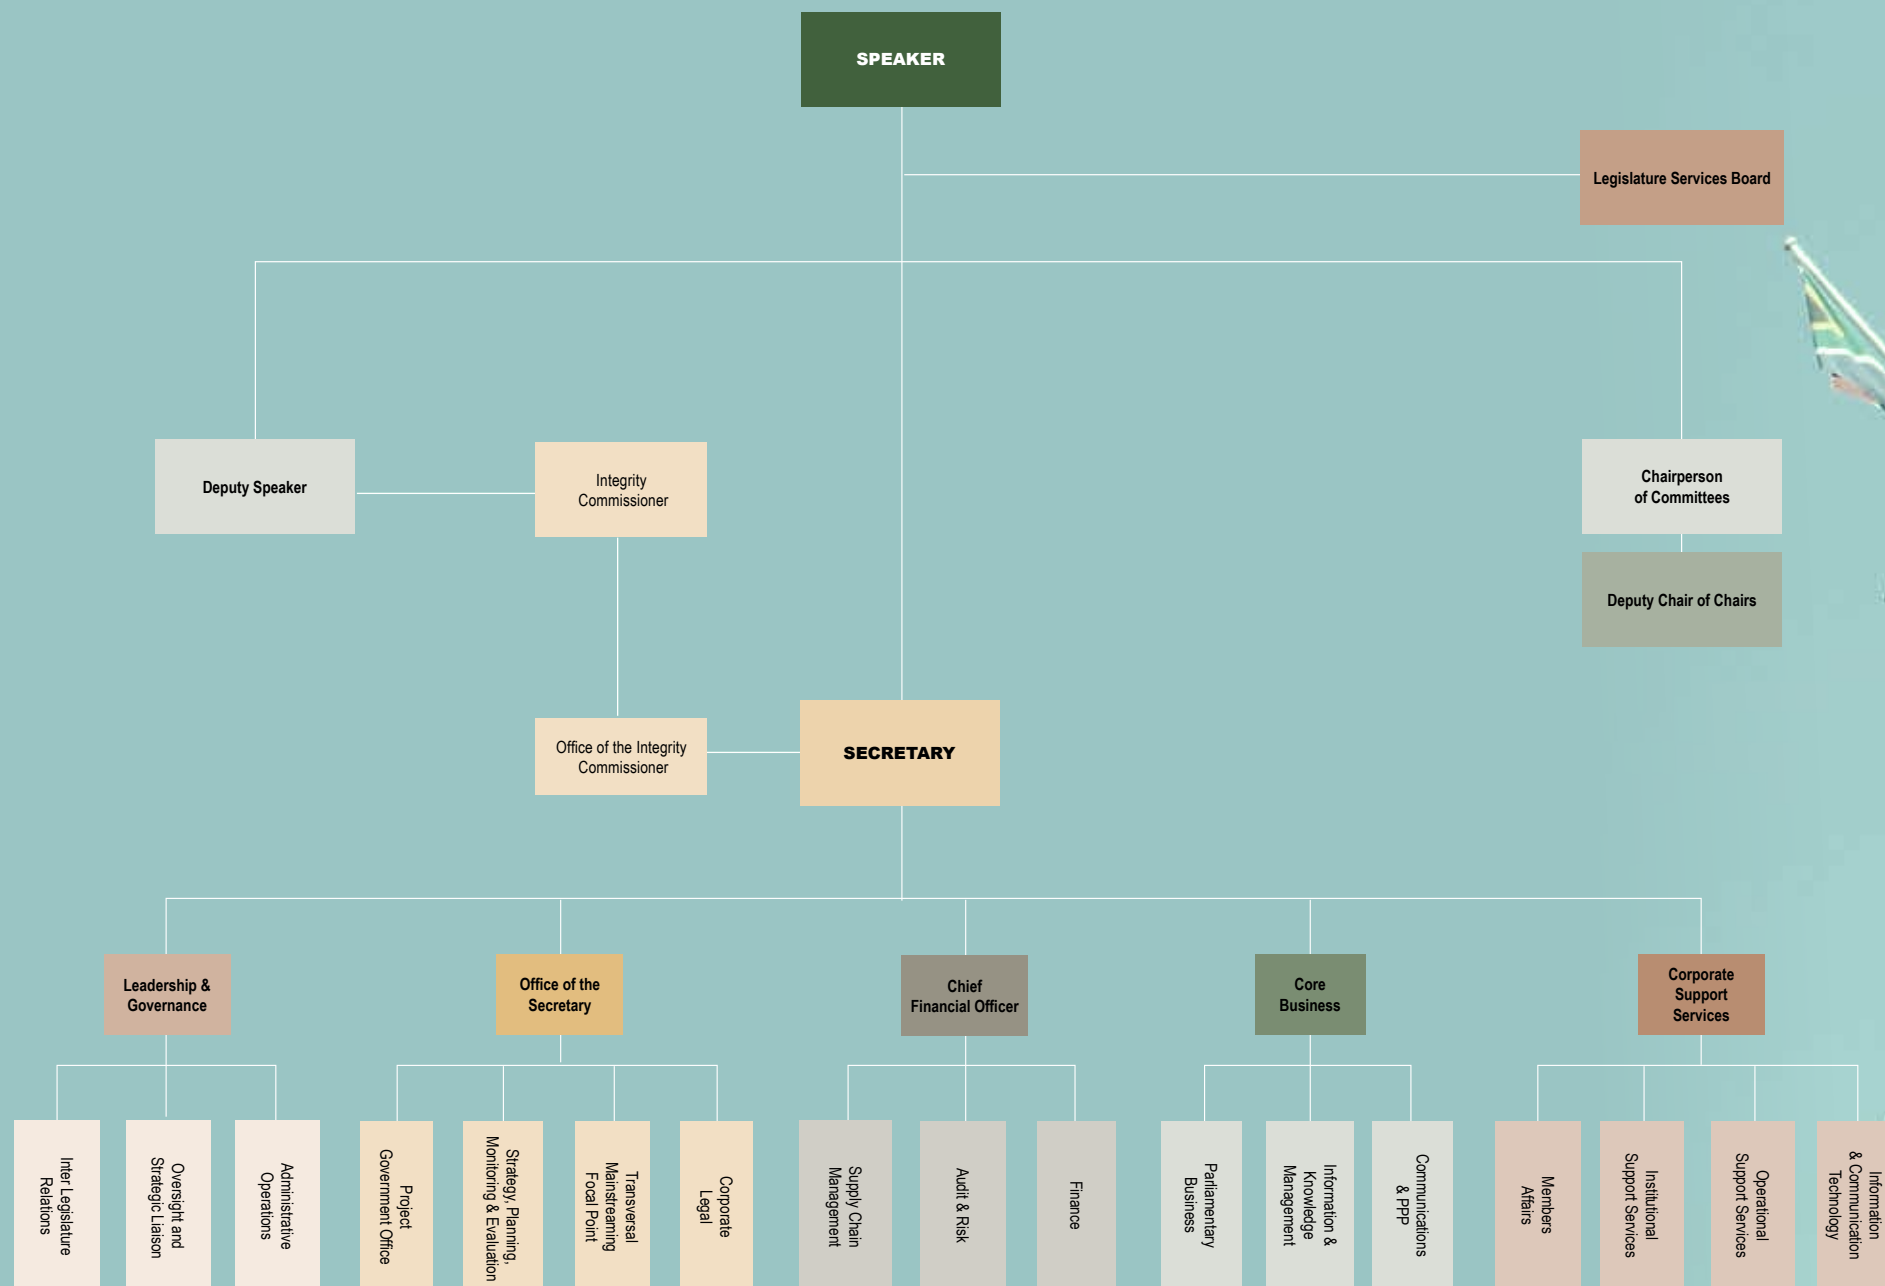 SPEAKER
Legislature Services Board
Deputy Speaker
Integrity
Commissioner
Chairperson
of Committees
Deputy Chair of Chairs
Office of the Integrity
Commissioner
SECRETARY
Leadership &
Governance
Office of the
Secretary
Chief
Financial Officer
Core
Business
Corporate
Support
Services
Inter Legislature
Relations
Oversight and
Strategic Liaison
Administrative
Operations
Project
Government Office
Strategy, Planning,
Monitoring & Evaluation
Transversal
Mainstreaming
Focal Point
Corporate
Legal
Supply Chain
Management
Audit & Risk
Finance
Parliamentary
Business
Information &
Knowledge
Management
Communications
& PPP
Members
Affairs
Institutional
Support Services
Operational
Support Services
Information
& Communication
Technology